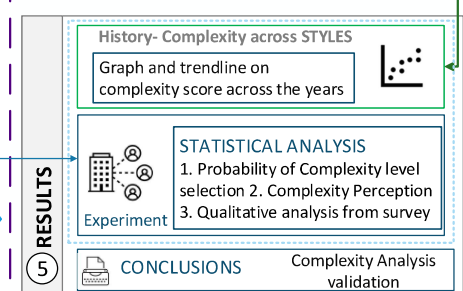 History- Complexity across STYLES
Graph and trendline on
complexity score across the years
STATISTICAL ANALYSIS
1. Probability of Complexity level
selection 2. Complexity Perception
3. Qualitative analysis from survey
Experiment
5 RESULTS
CONCLUSIONS
Complexity Analysis
validation